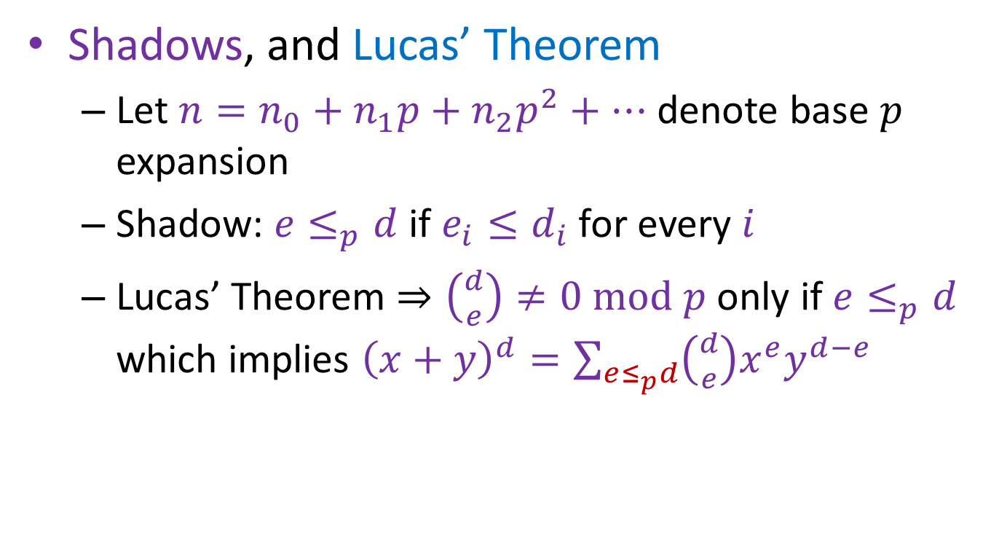 • Shadows, and Lucas’ Theorem
– Let $n = n_0 + n_1 p + n_2 p^2 + \cdots$ denote base $p$
expansion
– Shadow: $e \leq_p d$ if $e_i \leq d_i$ for every $i$
– Lucas’ Theorem ⇒ $\binom{d}{e} \neq 0 \bmod p$ only if $e \leq_p d$
which implies $(x + y)^d = \sum_{e \leq_p d} \binom{d}{e} x^e y^{d-e}$